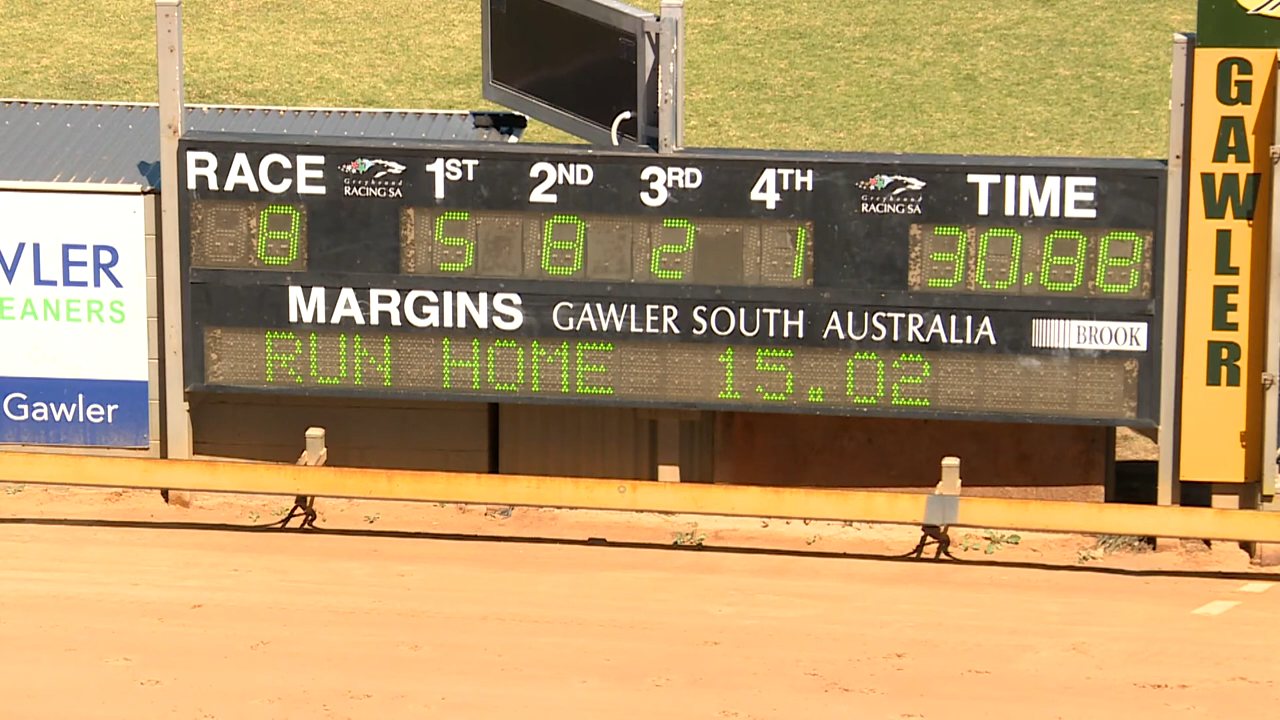 RACE Greyhound RACING SA 1ST 2ND 3RD 4TH Greyhound RACING SA TIME
8 5 8 2 1 30.88
MARGINS GAWLER SOUTH AUSTRALIA BROOK
RUN HOME 15.02
WLER
EANERS
Gawler
GAWLER